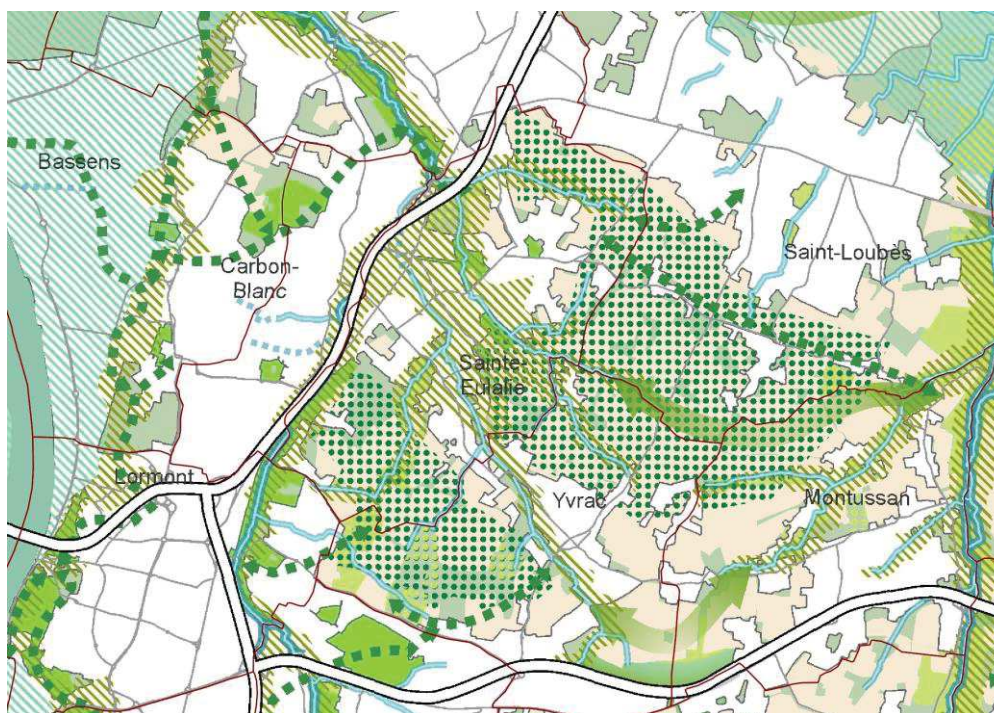 Bassens
Saint-Loubès
Carbon-
Blanc
Sainte-
Eulalie
Lormont
Yvrac
Montussan